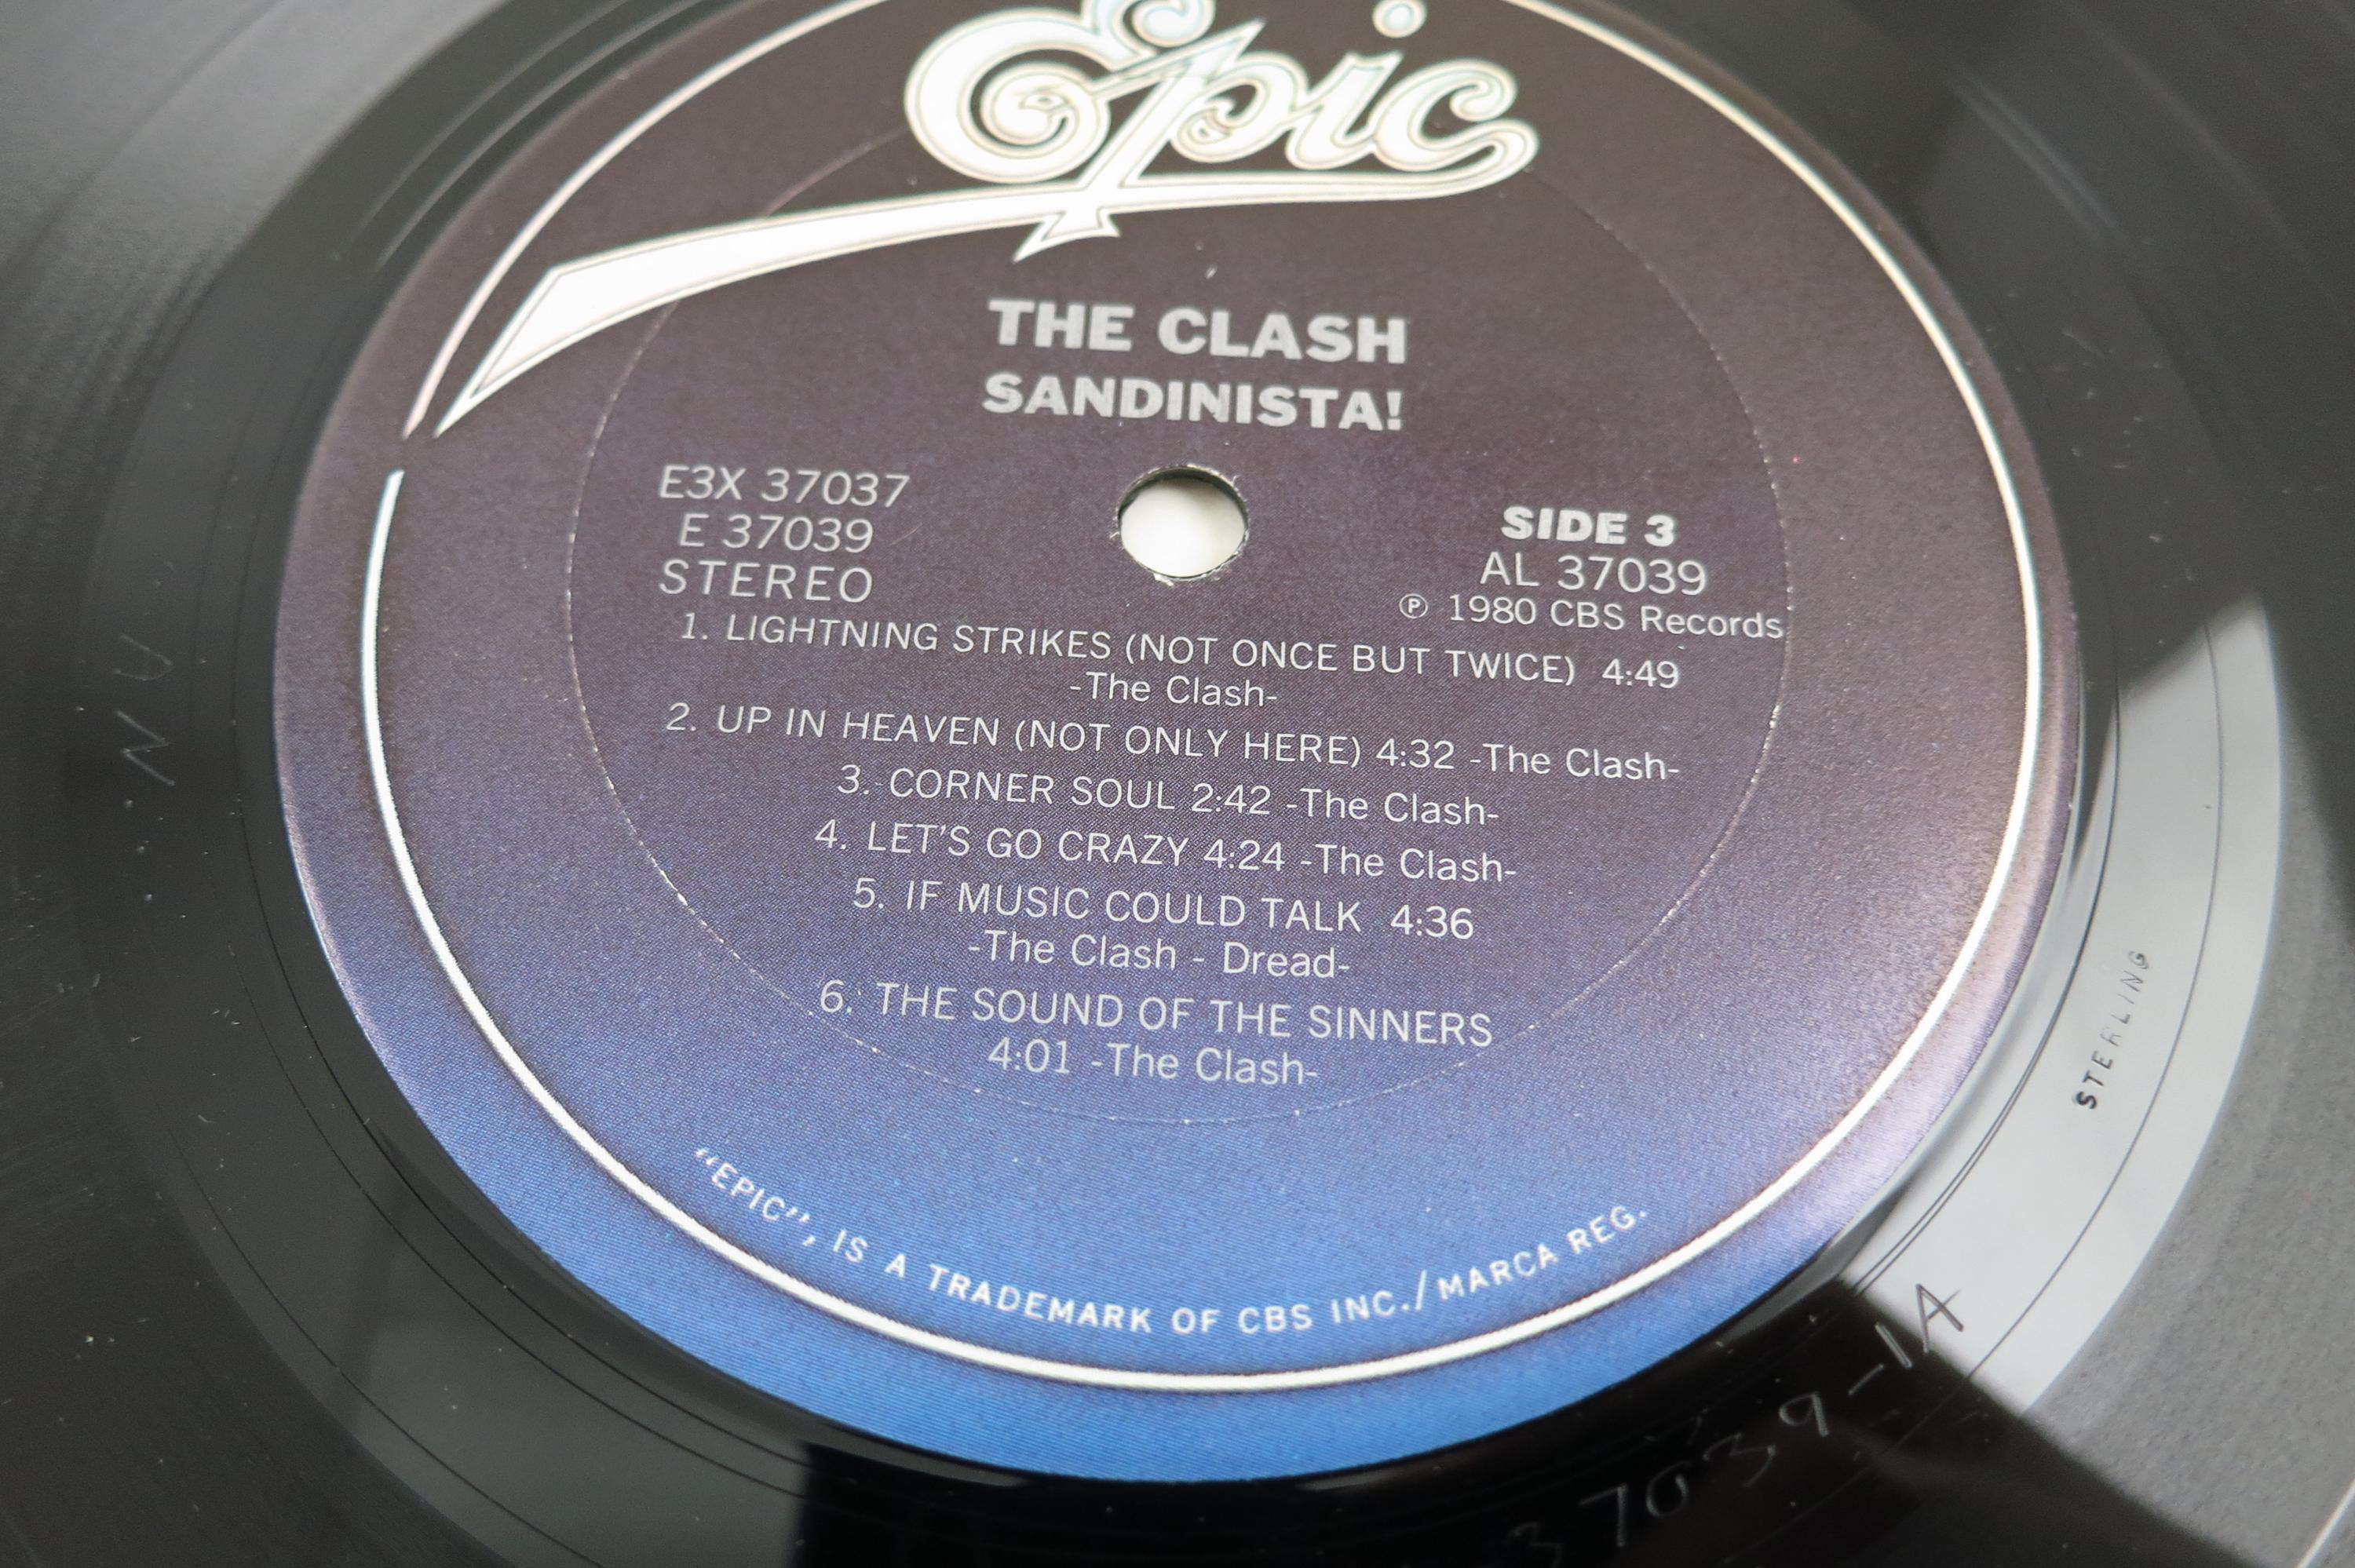 Epic
THE CLASH
SANDINISTA!
E3X 37037
E 37039
STEREO
SIDE 3
AL 37039
℗ 1980 CBS Records
1. LIGHTNING STRIKES (NOT ONCE BUT TWICE) 4:49
-The Clash-
2. UP IN HEAVEN (NOT ONLY HERE) 4:32 -The Clash-
3. CORNER SOUL 2:42 -The Clash-
4. LET'S GO CRAZY 4:24 -The Clash-
5. IF MUSIC COULD TALK 4:36
-The Clash - Dread-
6. THE SOUND OF THE SINNERS
4:01 -The Clash-
"EPIC", IS A TRADEMARK OF CBS INC./MARCA REG.
STERLING
37039-1A